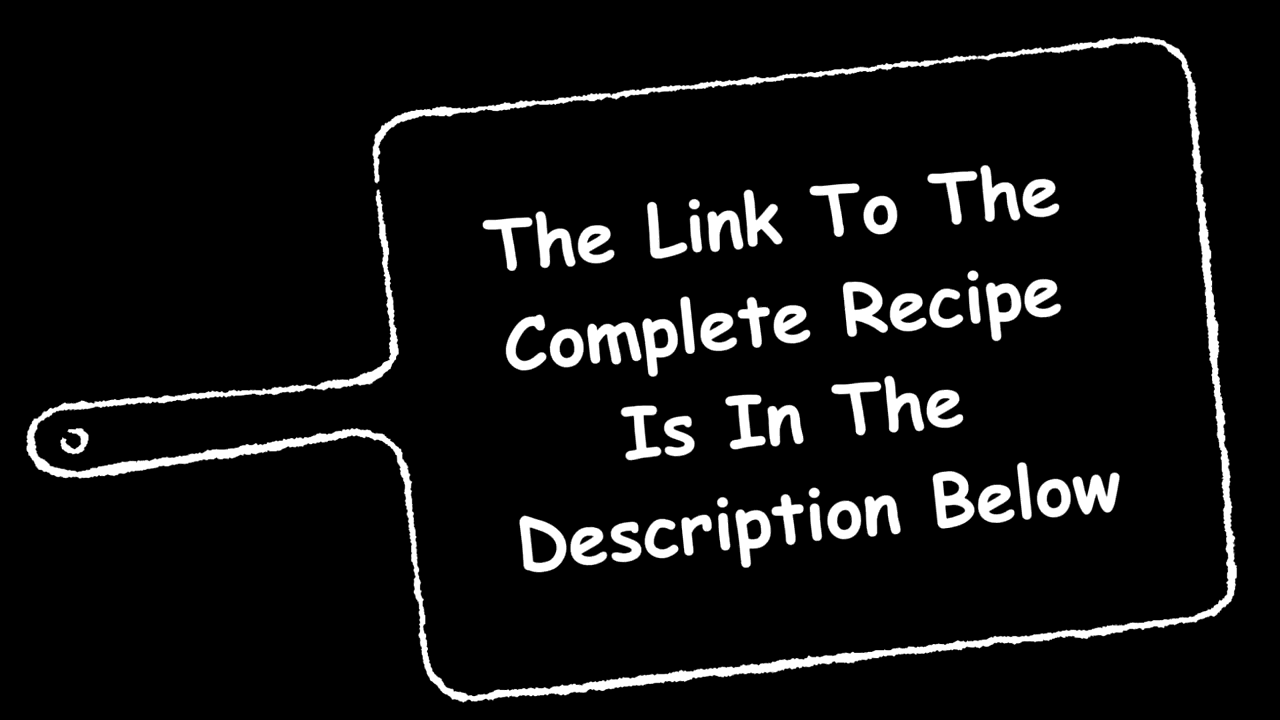 The Link To The
Complete Recipe
Is In The
Description Below